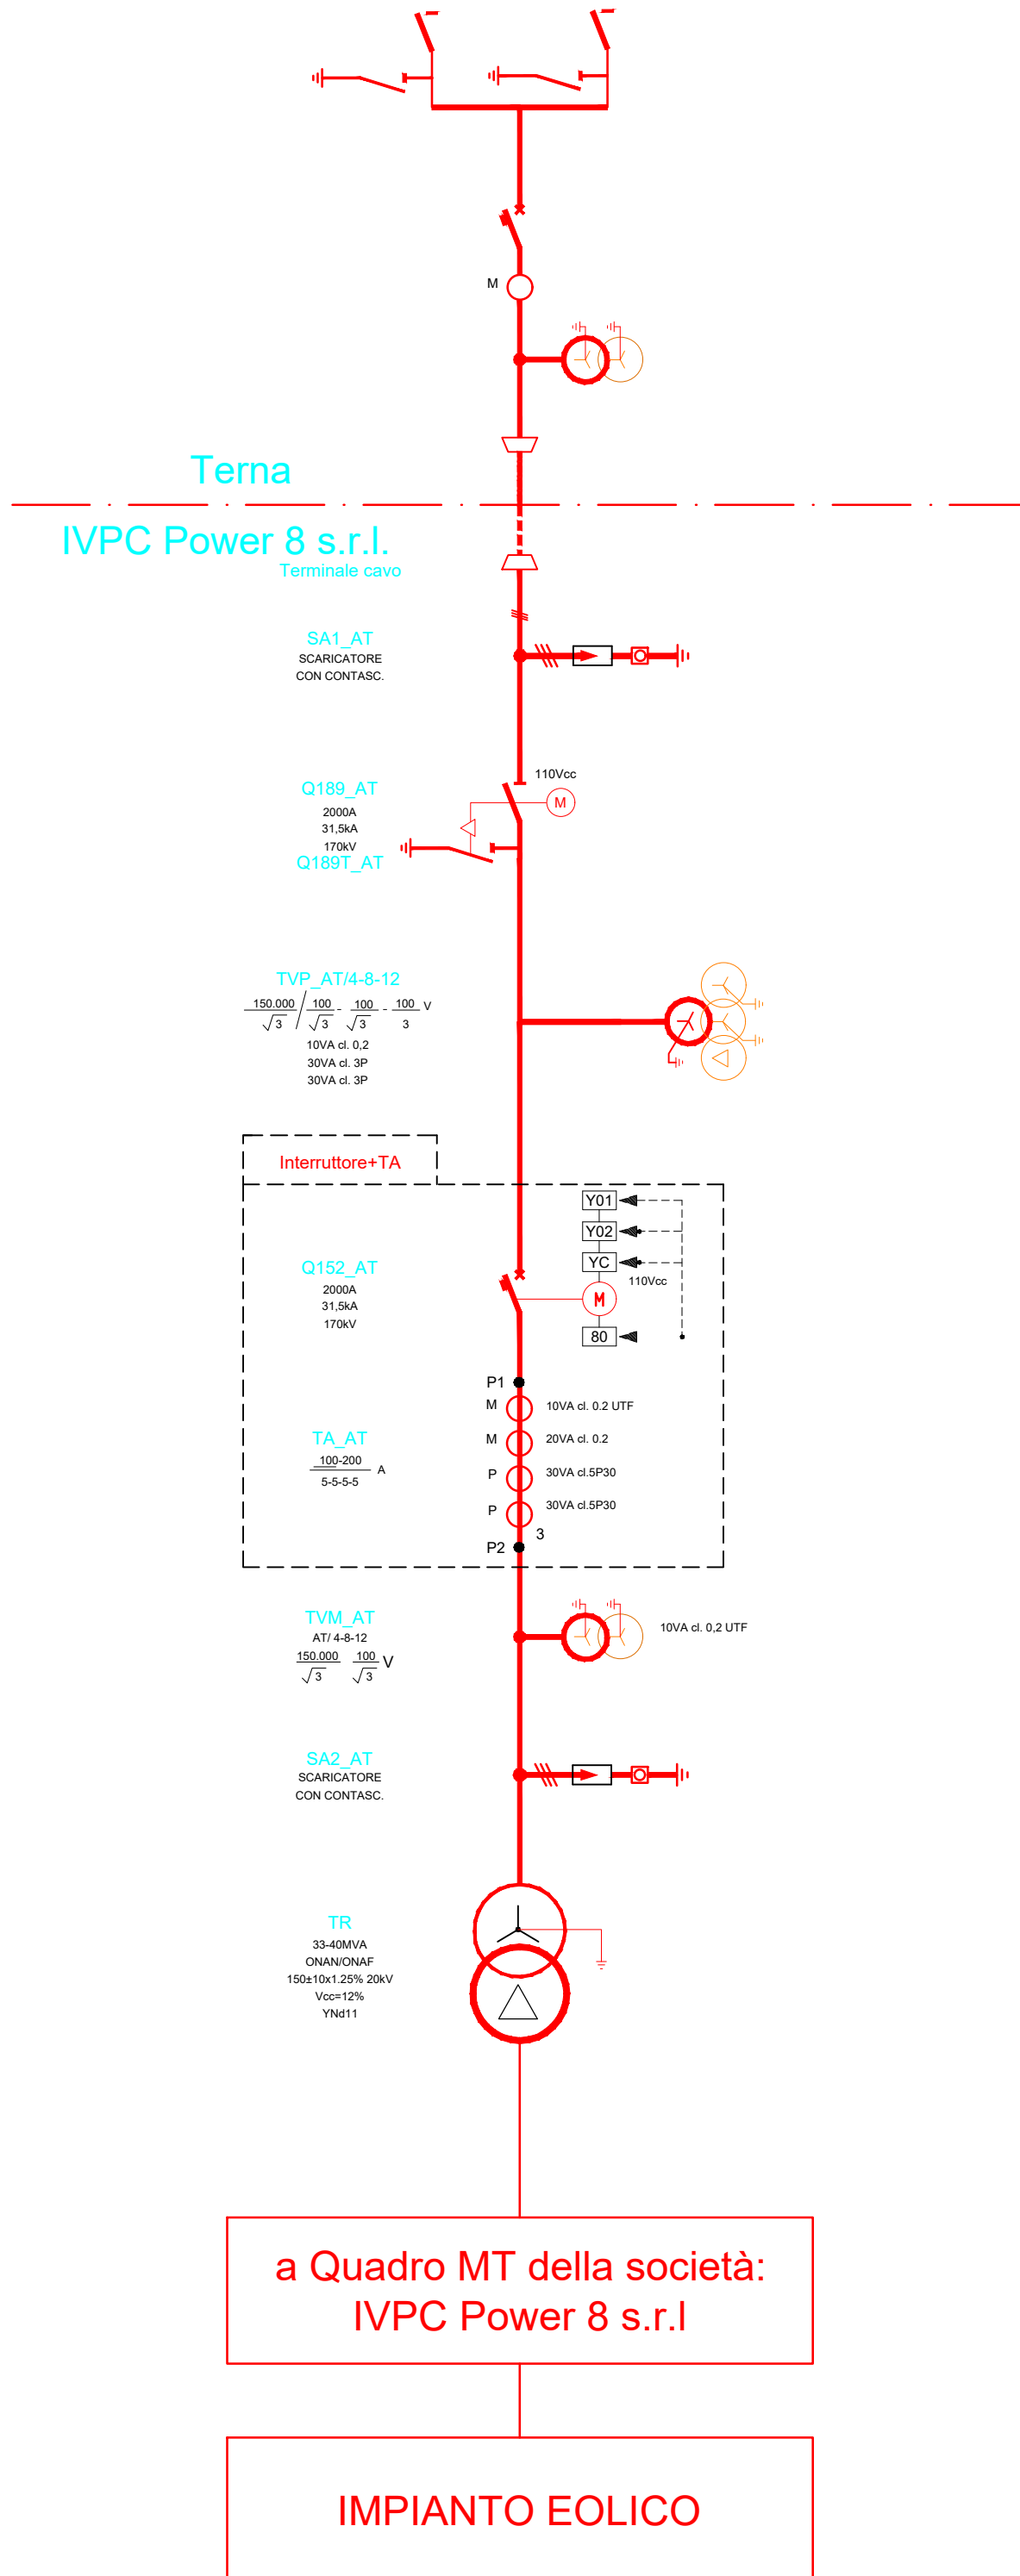 M
Terna
IVPC Power 8 s.r.l.
Terminale cavo
SA1_AT
SCARICATORE
CON CONTASC.
110Vcc
Q189_AT
M
2000A
31,5kA
170kV
Q189T_AT
TVP_AT/4-8-12
150.000/√3 / 100/√3 - 100/√3 - 100/3 V
10VA cl. 0,2
30VA cl. 3P
30VA cl. 3P
Interruttore+TA
Y01
Y02
YC
110Vcc
Q152_AT
2000A
31,5kA
170kV
M
80
P1
M 10VA cl. 0.2 UTF
M 20VA cl. 0.2
TA_AT
100-200
5-5-5-5 A
P 30VA cl.5P30
P 30VA cl.5P30
3
P2
TVM_AT
AT/ 4-8-12
150.000/√3 100/√3 V
10VA cl. 0,2 UTF
SA2_AT
SCARICATORE
CON CONTASC.
TR
33-40MVA
ONAN/ONAF
150±10x1.25% 20kV
Vcc=12%
YNd11
a Quadro MT della società:
IVPC Power 8 s.r.l
IMPIANTO EOLICO